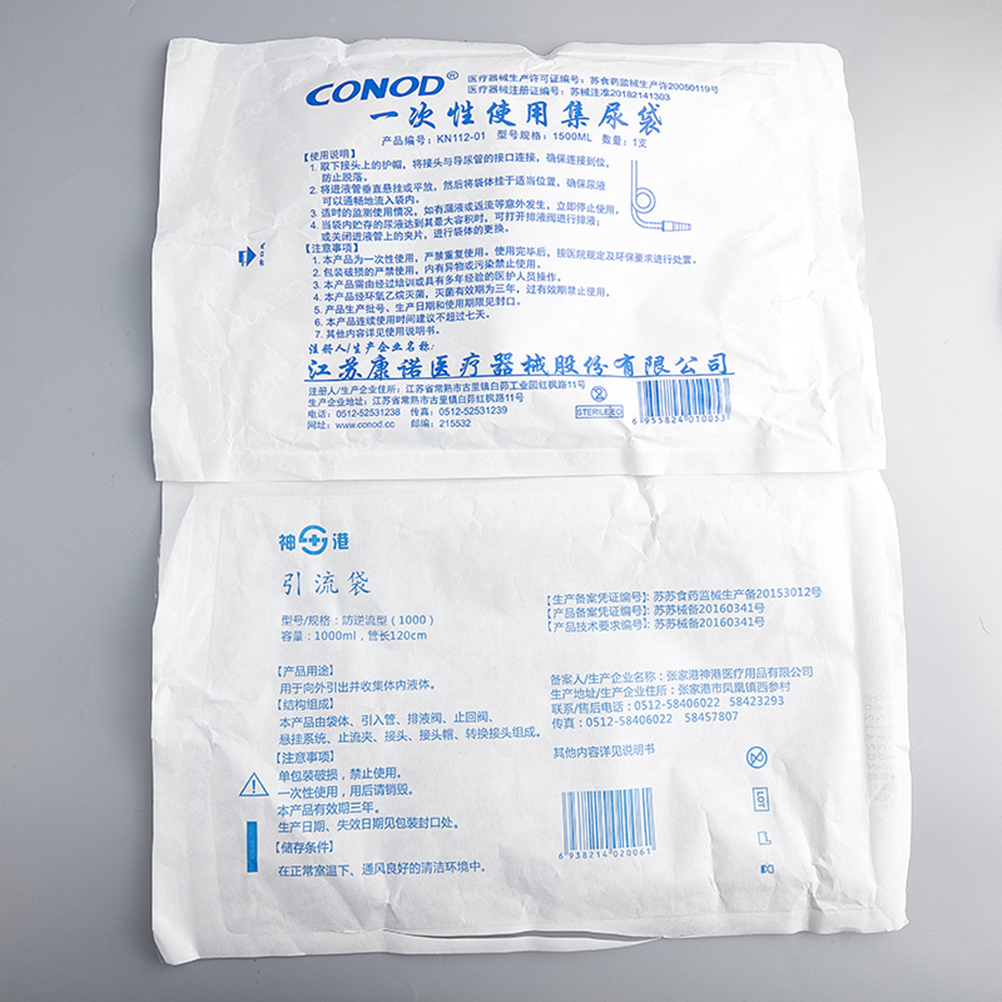 CONOD®
医疗器械生产许可证编号：苏食药监械生产许20050119号
医疗器械注册证编号：苏械注准20182141303
一次性使用集尿袋
产品编号：KN112-01 型号规格：1500ML 数量：1支
【使用说明】
1. 取下接头上的护帽，将接头与导尿管的接口连接，确保连接到位，
防止脱落。
2. 将进液管垂直悬挂或平放，然后将袋体挂于适当位置，确保尿液
可以通畅地流入袋内。
3. 适时的监测使用情况，如有漏液或返流等意外发生，立即停止使用。
4. 当袋内贮存的尿液达到其最大容积时，可打开排液阀进行排液；
或关闭进液管上的夹片，进行袋体的更换。
【注意事项】
1. 本产品为一次性使用，严禁重复使用。使用完毕后，按医院规定及环保要求进行处置。
2. 包装破损的严禁使用，内有异物或污染禁止使用。
3. 本产品需由经过培训或具有多年经验的医护人员操作。
4. 本产品经环氧乙烷灭菌，灭菌有效期为三年，过有效期禁止使用。
5. 产品生产批号、生产日期和使用期限见封口。
6. 本产品连续使用时间建议不超过七天。
7. 其他内容详见使用说明书。
注册人/生产企业名称：
江苏康诺医疗器械股份有限公司
注册人/生产企业住所：江苏省常熟市古里镇白茆工业园红枫路11号
生产企业地址：江苏省常熟市古里镇白茆红枫路11号
电话：0512-52531238 传真：0512-52531239
网址：www.conod.cc 邮编：215532
STERILE EO
6 955824 010053
神港
引流袋
型号/规格：防逆流型（1000）
容量：1000ml，管长120cm
【生产备案凭证编号】：苏苏食药监械生产备20153012号
【产品备案凭证编号】：苏苏械备20160341号
【产品技术要求编号】：苏苏械备20160341号
【产品用途】
用于向外引出并收集体内液体。
【结构组成】
本产品由袋体、引入管、排液阀、止回阀、
悬挂系统、止流夹、接头、接头帽、转换接头组成。
【注意事项】
单包装破损，禁止使用。
一次性使用，用后请销毁。
本产品有效期三年。
生产日期、失效日期见包装封口处。
【储存条件】
在正常室温下、通风良好的清洁环境中。
备案人/生产企业名称：张家港神港医疗用品有限公司
生产地址/生产企业住所：张家港市凤凰镇西参村
联系/售后电话：0512-58406022 58423293
传真：0512-58406022 58457807
其他内容详见说明书
LOT
6 938214 020061